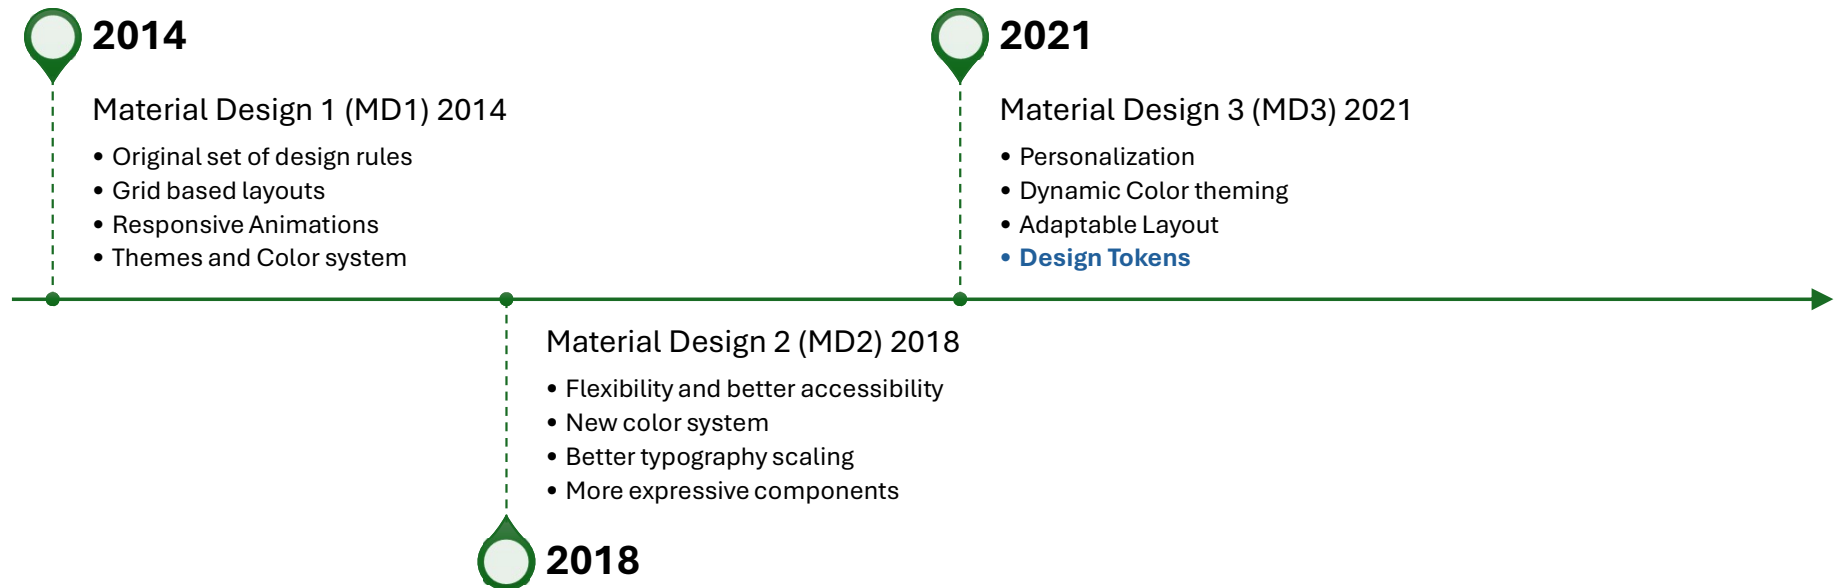 2014
Material Design 1 (MD1) 2014
• Original set of design rules
• Grid based layouts
• Responsive Animations
• Themes and Color system
2021
Material Design 3 (MD3) 2021
• Personalization
• Dynamic Color theming
• Adaptable Layout
• Design Tokens
Material Design 2 (MD2) 2018
• Flexibility and better accessibility
• New color system
• Better typography scaling
• More expressive components
2018